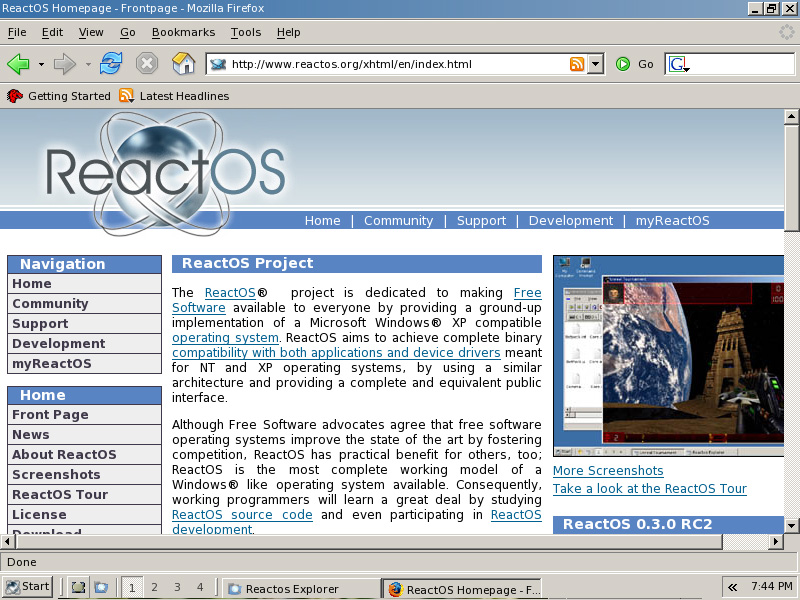 ReactOS Homepage - Frontpage - Mozilla Firefox
File Edit View Go Bookmarks Tools Help
http://www.reactos.org/xhtml/en/index.html Go G
Getting Started Latest Headlines
ReactOS
Home | Community | Support | Development | myReactOS
Navigation
Home
Community
Support
Development
myReactOS
Home
Front Page
News
About ReactOS
Screenshots
ReactOS Tour
License
Download
ReactOS Project
The ReactOS® project is dedicated to making Free
Software available to everyone by providing a ground-up
implementation of a Microsoft Windows® XP compatible
operating system. ReactOS aims to achieve complete binary
compatibility with both applications and device drivers meant
for NT and XP operating systems, by using a similar
architecture and providing a complete and equivalent public
interface.
Although Free Software advocates agree that free software
operating systems improve the state of the art by fostering
competition, ReactOS has practical benefit for others, too;
ReactOS is the most complete working model of a
Windows® like operating system available. Consequently,
working programmers will learn a great deal by studying
ReactOS source code and even participating in ReactOS
development.
More Screenshots
Take a look at the ReactOS Tour
ReactOS 0.3.0 RC2
Done
Start 1 2 3 4 Reactos Explorer ReactOS Homepage - F... « 7:44 PM